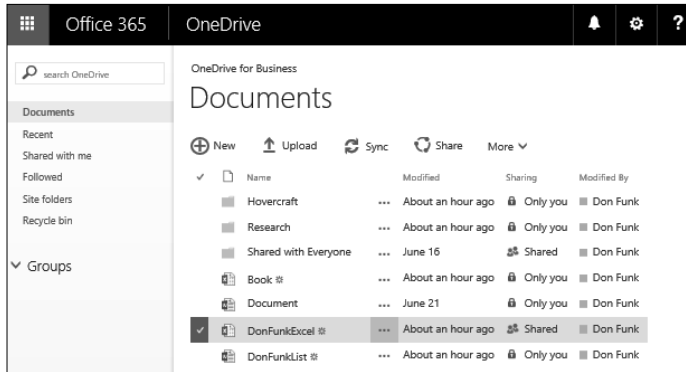 Office 365 OneDrive ?
search OneDrive
Documents
Recent
Shared with me
Followed
Site folders
Recycle bin
Groups
OneDrive for Business
Documents
New Upload Sync Share More
Name Modified Sharing Modified By
Hovercraft ... About an hour ago Only you Don Funk
Research ... About an hour ago Only you Don Funk
Shared with Everyone ... June 16 Shared Don Funk
Book ... About an hour ago Only you Don Funk
Document ... June 21 Only you Don Funk
DonFunkExcel ... About an hour ago Shared Don Funk
DonFunkList ... About an hour ago Only you Don Funk